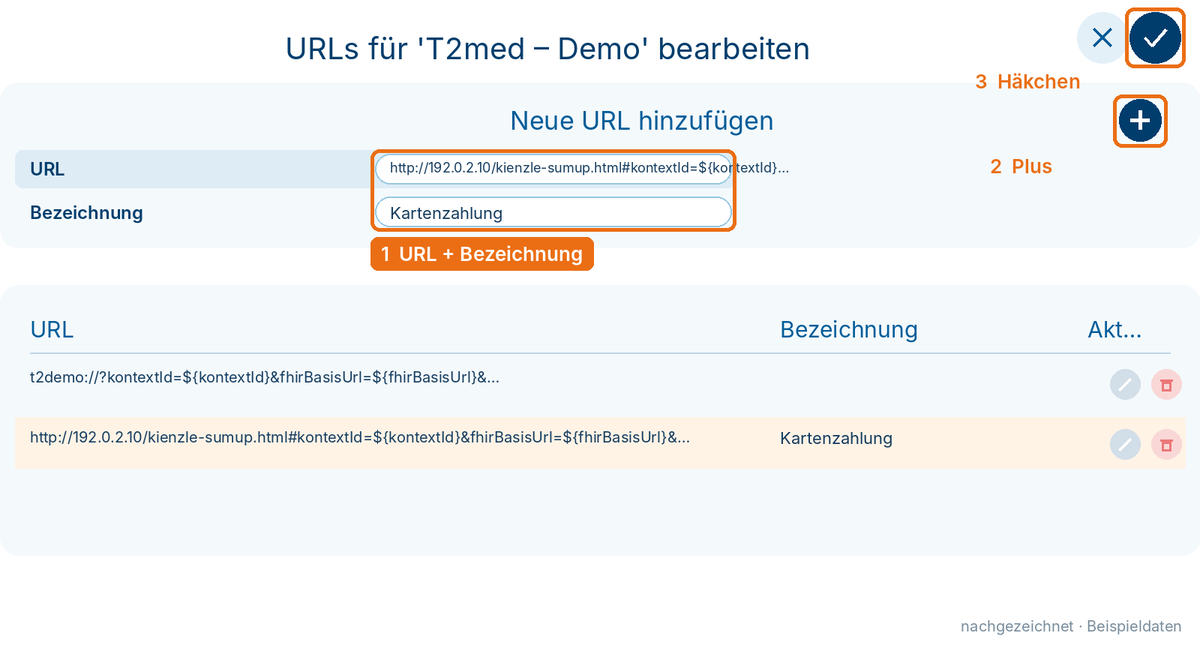 URLs für 'T2med – Demo' bearbeiten
3 Häkchen
Neue URL hinzufügen
URL
http://192.0.2.10/kienzle-sumup.html#kontextId=${kontextId}...
2 Plus
Bezeichnung
Kartenzahlung
1 URL + Bezeichnung
URL Bezeichnung Akt...
t2demo://?kontextId=${kontextId}&fhirBasisUrl=${fhirBasisUrl}&...
http://192.0.2.10/kienzle-sumup.html#kontextId=${kontextId}&fhirBasisUrl=${fhirBasisUrl}&... Kartenzahlung
nachgezeichnet · Beispieldaten